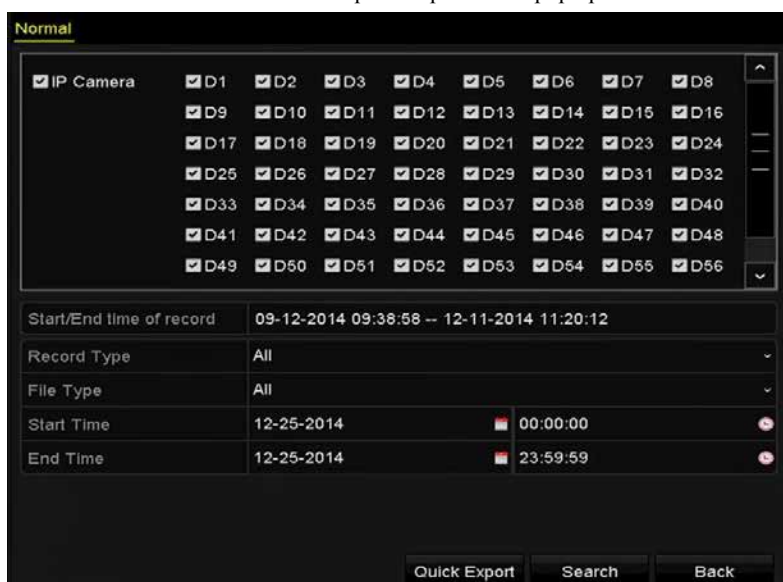 Normal
IP Camera D1 D2 D3 D4 D5 D6 D7 D8
D9 D10 D11 D12 D13 D14 D15 D16
D17 D18 D19 D20 D21 D22 D23 D24
D25 D26 D27 D28 D29 D30 D31 D32
D33 D34 D35 D36 D37 D38 D39 D40
D41 D42 D43 D44 D45 D46 D47 D48
D49 D50 D51 D52 D53 D54 D55 D56
Start/End time of record 09-12-2014 09:38:58 -- 12-11-2014 11:20:12
Record Type All
File Type All
Start Time 12-25-2014 00:00:00
End Time 12-25-2014 23:59:59
Quick Export Search Back